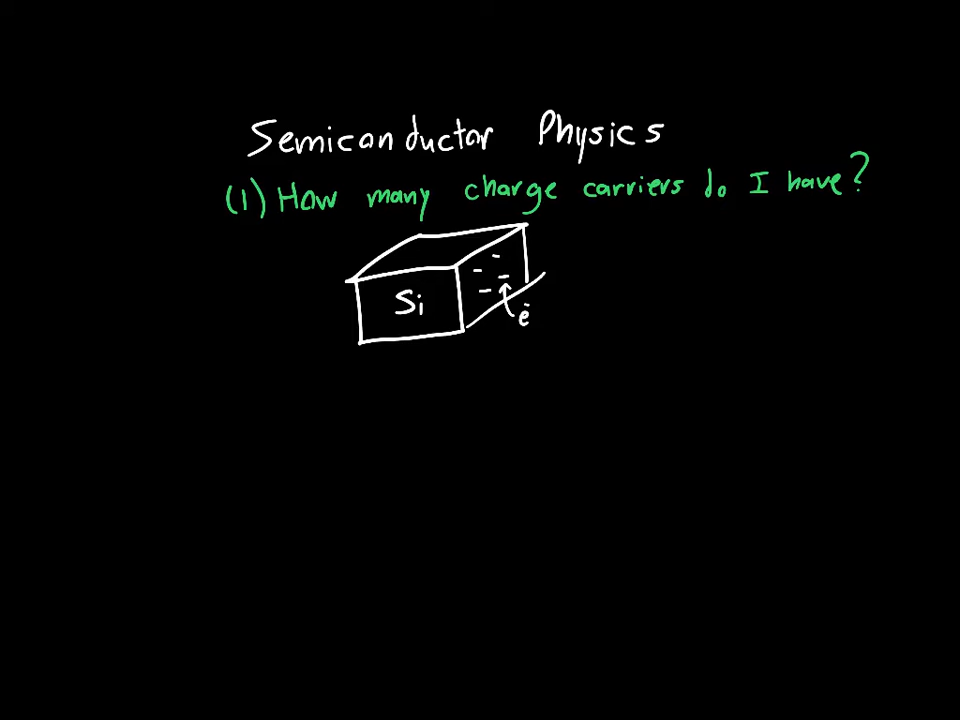 Semiconductor Physics
(1) How many charge carriers do I have?
Si
e⁻